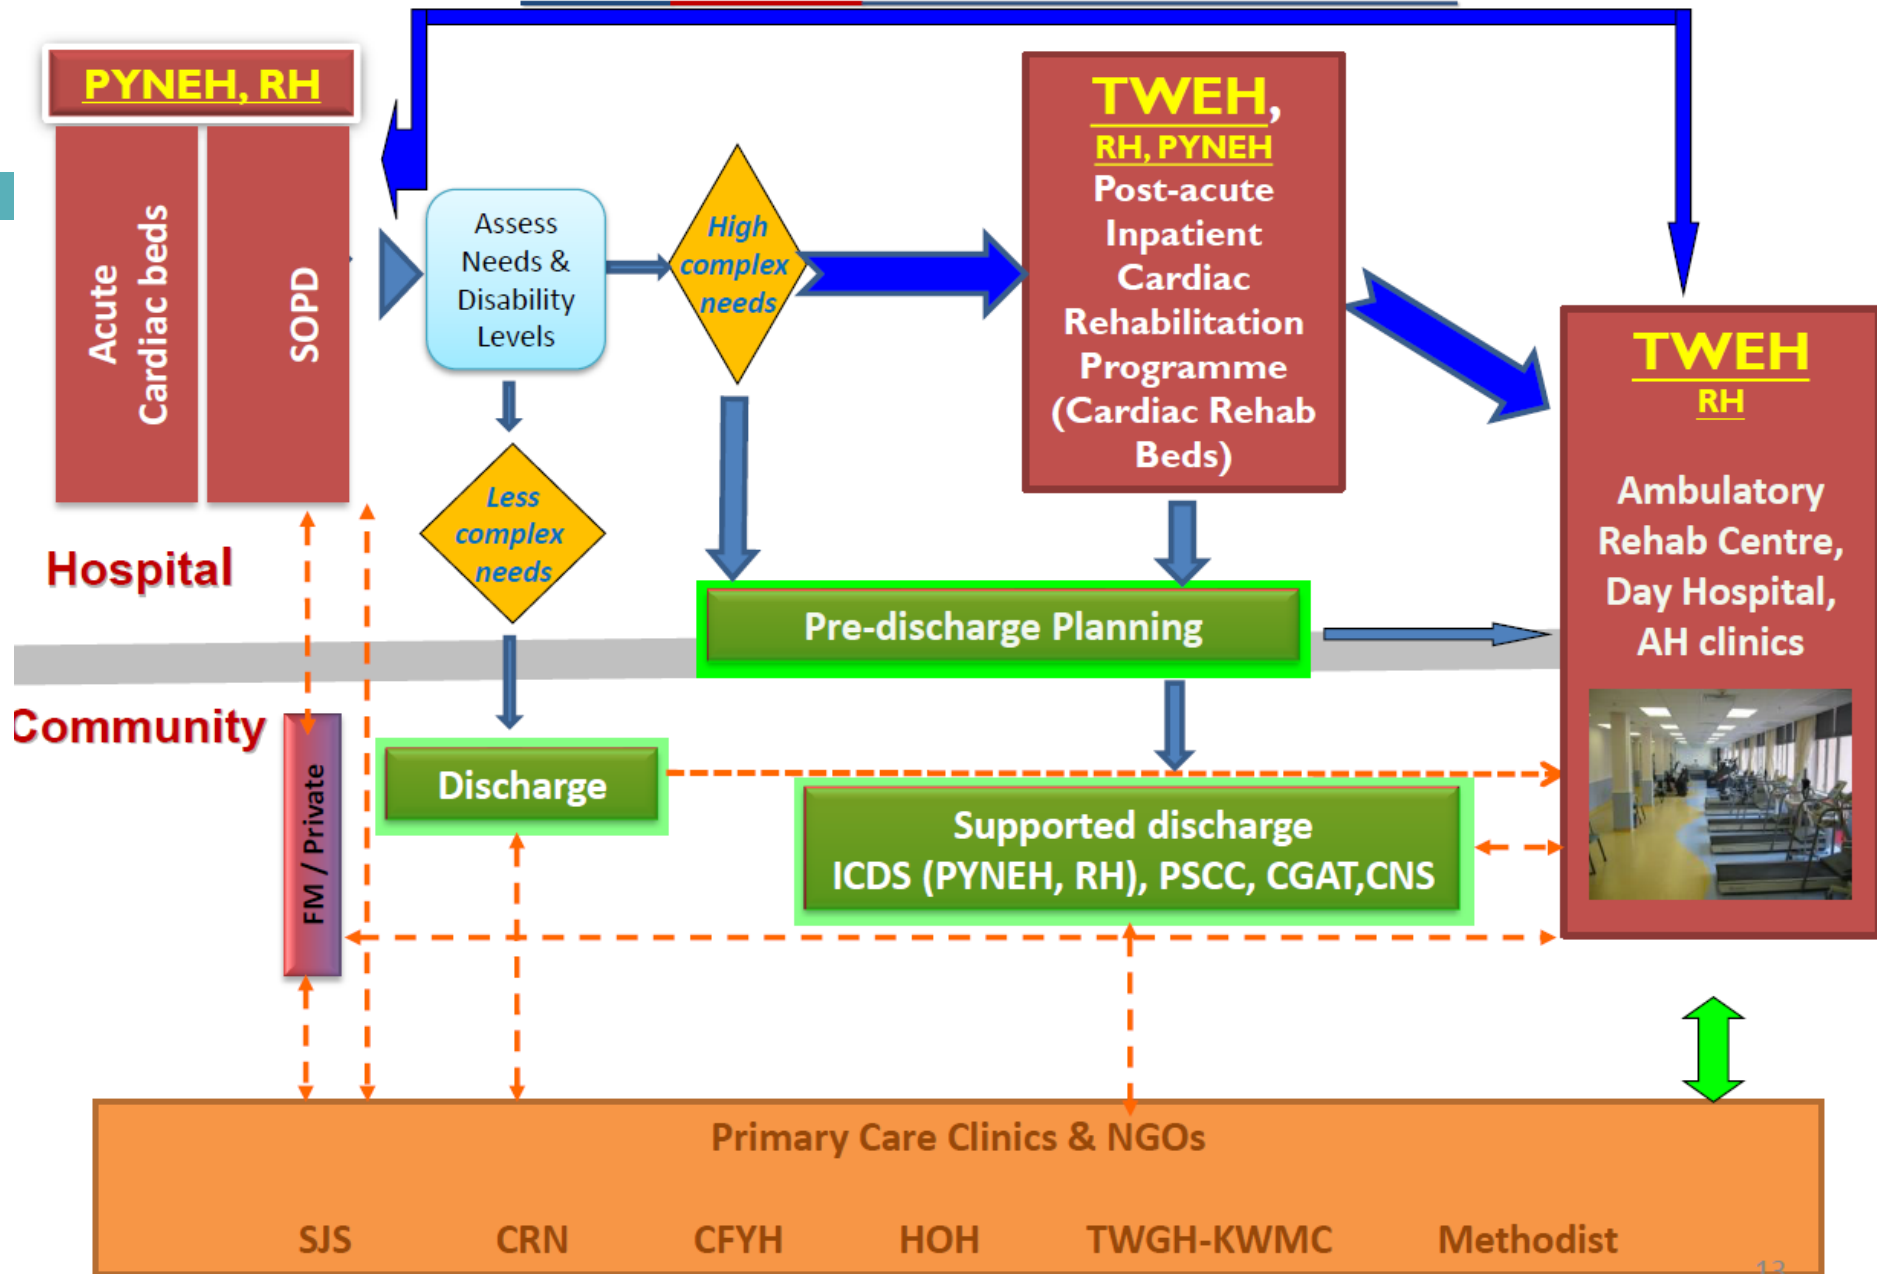 PYNEH, RH
Acute
Cardiac beds
SOPD
Assess
Needs &
Disability
Levels
High
complex
needs
TWEH,
RH, PYNEH
Post-acute
Inpatient
Cardiac
Rehabilitation
Programme
(Cardiac Rehab
Beds)
TWEH
RH
Ambulatory
Rehab Centre,
Day Hospital,
AH clinics
Less
complex
needs
Hospital
Pre-discharge Planning
Community
FM / Private
Discharge
Supported discharge
ICDS (PYNEH, RH), PSCC, CGAT,CNS
Primary Care Clinics & NGOs
SJS CRN CFYH HOH TWGH-KWMC Methodist
13